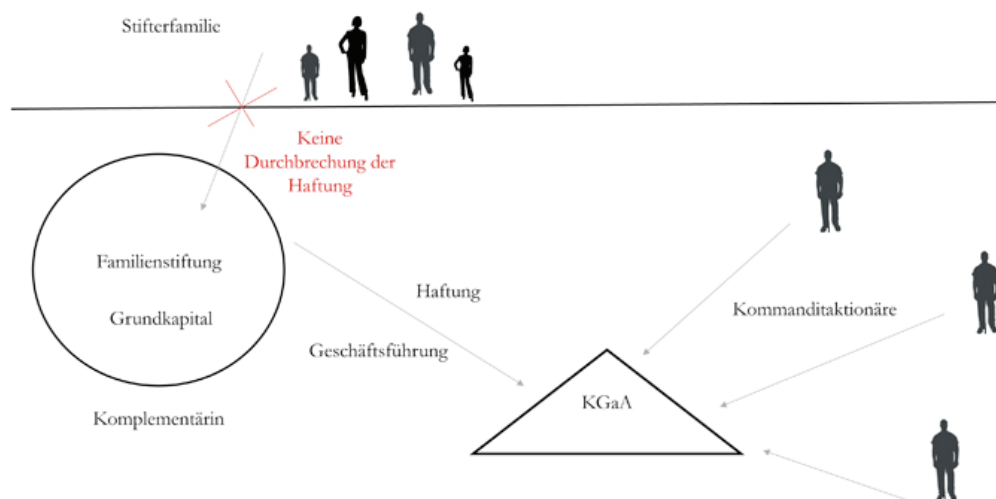 Stifterfamilie
Keine
Durchbrechung der
Haftung
Familienstiftung
Grundkapital
Komplementärin
Haftung
Geschäftsführung
KGaA
Kommanditaktionäre